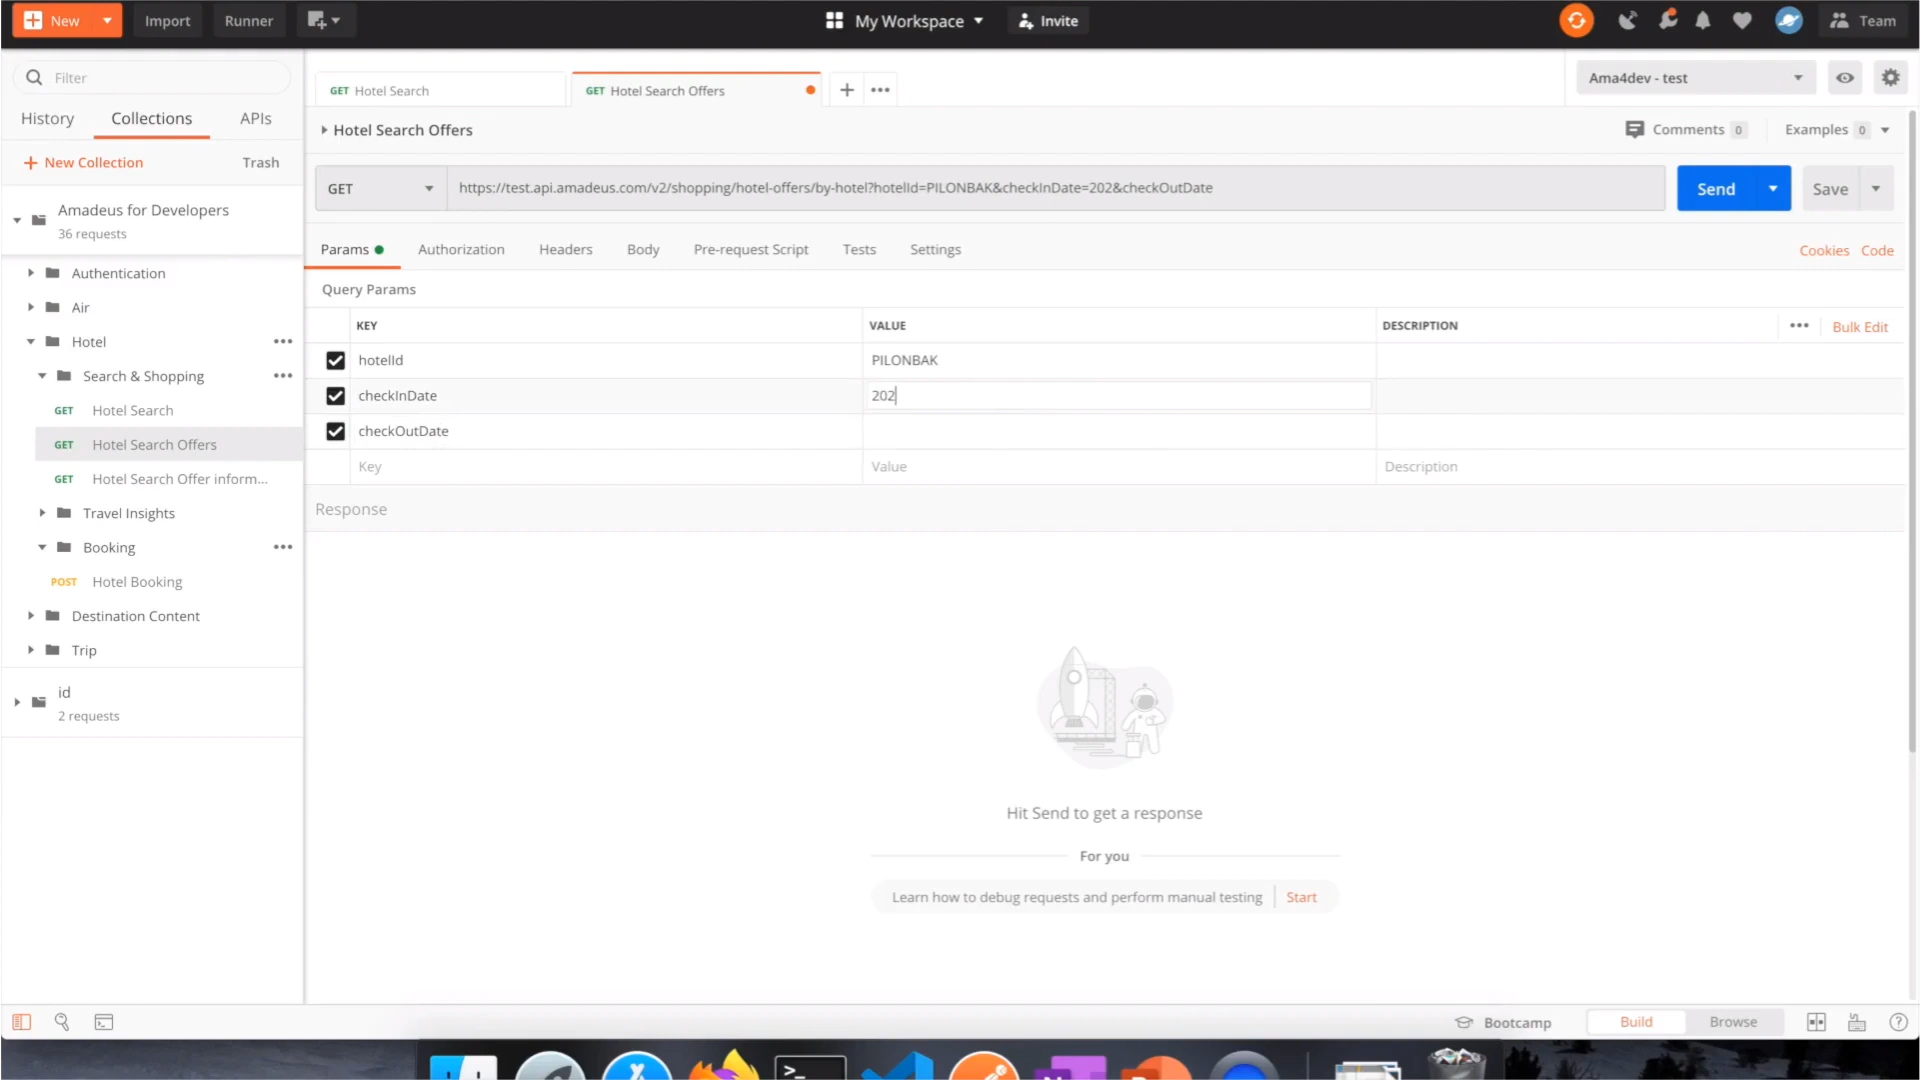 New
Import
Runner
My Workspace
Invite
Team
Filter
History
Collections
APIs
New Collection
Trash
Amadeus for Developers
36 requests
Authentication
Air
Hotel
Search & Shopping
GET Hotel Search
GET Hotel Search Offers
GET Hotel Search Offer inform...
Travel Insights
Booking
POST Hotel Booking
Destination Content
Trip
id
2 requests
GET Hotel Search
GET Hotel Search Offers
Ama4dev - test
Hotel Search Offers
Comments 0
Examples 0
GET
https://test.api.amadeus.com/v2/shopping/hotel-offers/by-hotel?hotelId=PILONBAK&checkInDate=202&checkOutDate
Send
Save
Params
Authorization
Headers
Body
Pre-request Script
Tests
Settings
Cookies
Code
Query Params
KEY
VALUE
DESCRIPTION
Bulk Edit
hotelId
PILONBAK
checkInDate
202
checkOutDate
Key
Value
Description
Response
Hit Send to get a response
For you
Learn how to debug requests and perform manual testing
Start
Bootcamp
Build
Browse